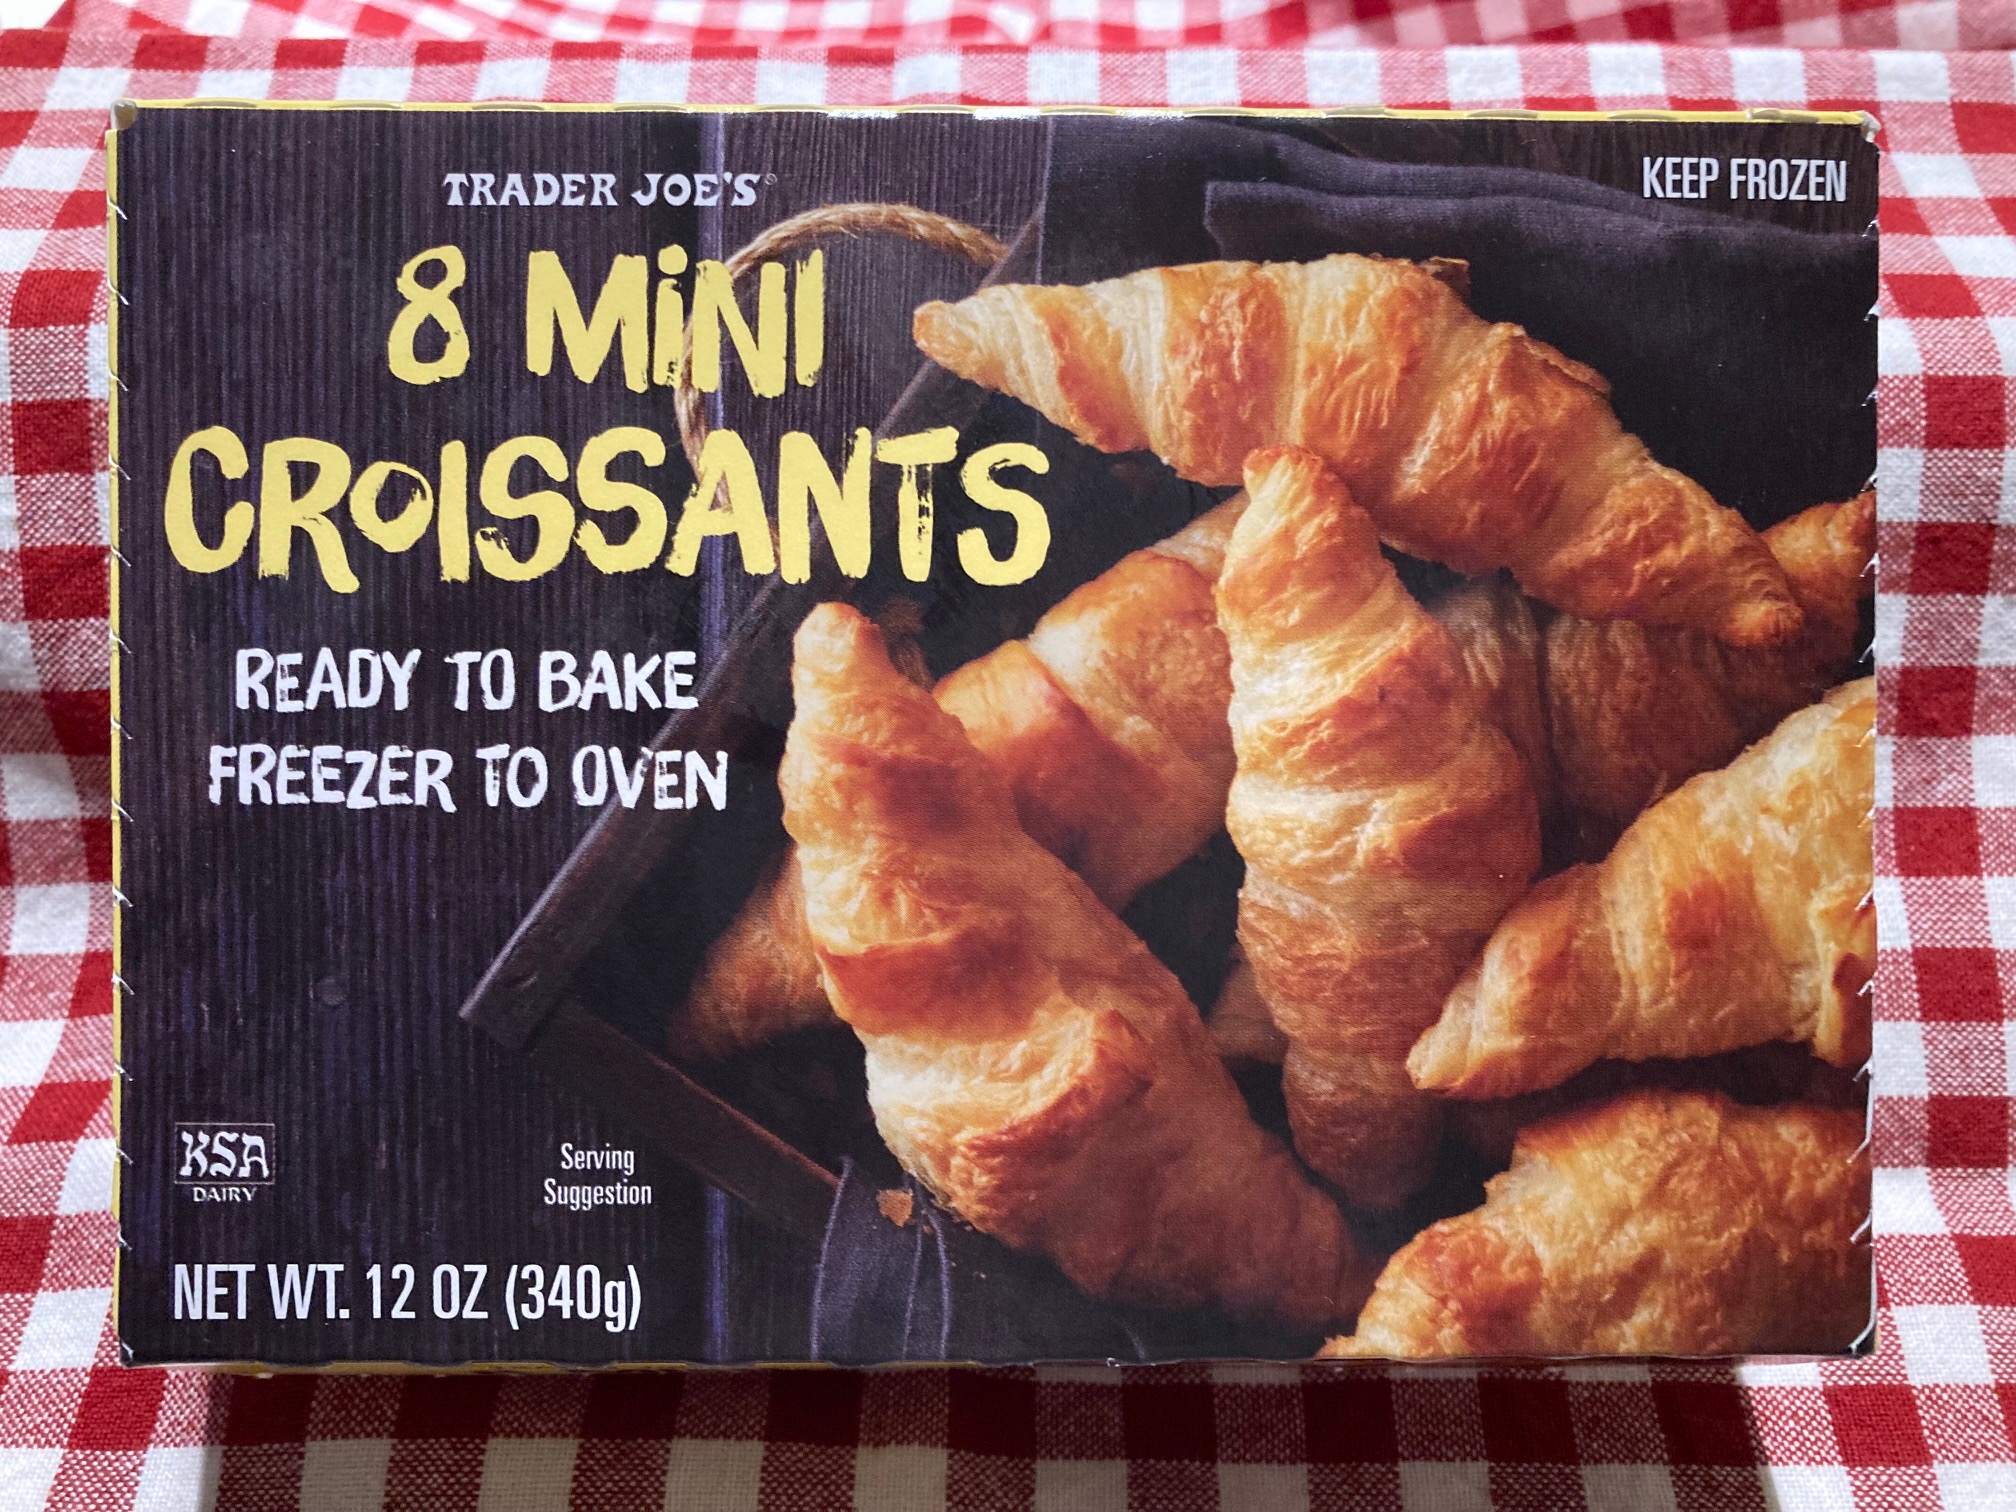 TRADER JOE'S®
KEEP FROZEN
8 MiNi
CROISSANTS
READY TO BAKE
FREEZER TO OVEN
KSA
DAIRY
Serving
Suggestion
NET WT. 12 OZ (340g)